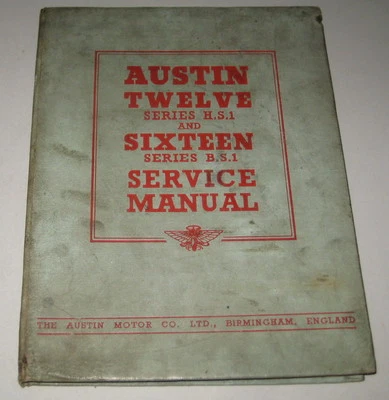 AUSTIN
TWELVE
SERIES H.S.1
AND
SIXTEEN
SERIES B.S.1
SERVICE
MANUAL
THE AUSTIN MOTOR CO. LTD., BIRMINGHAM, ENGLAND